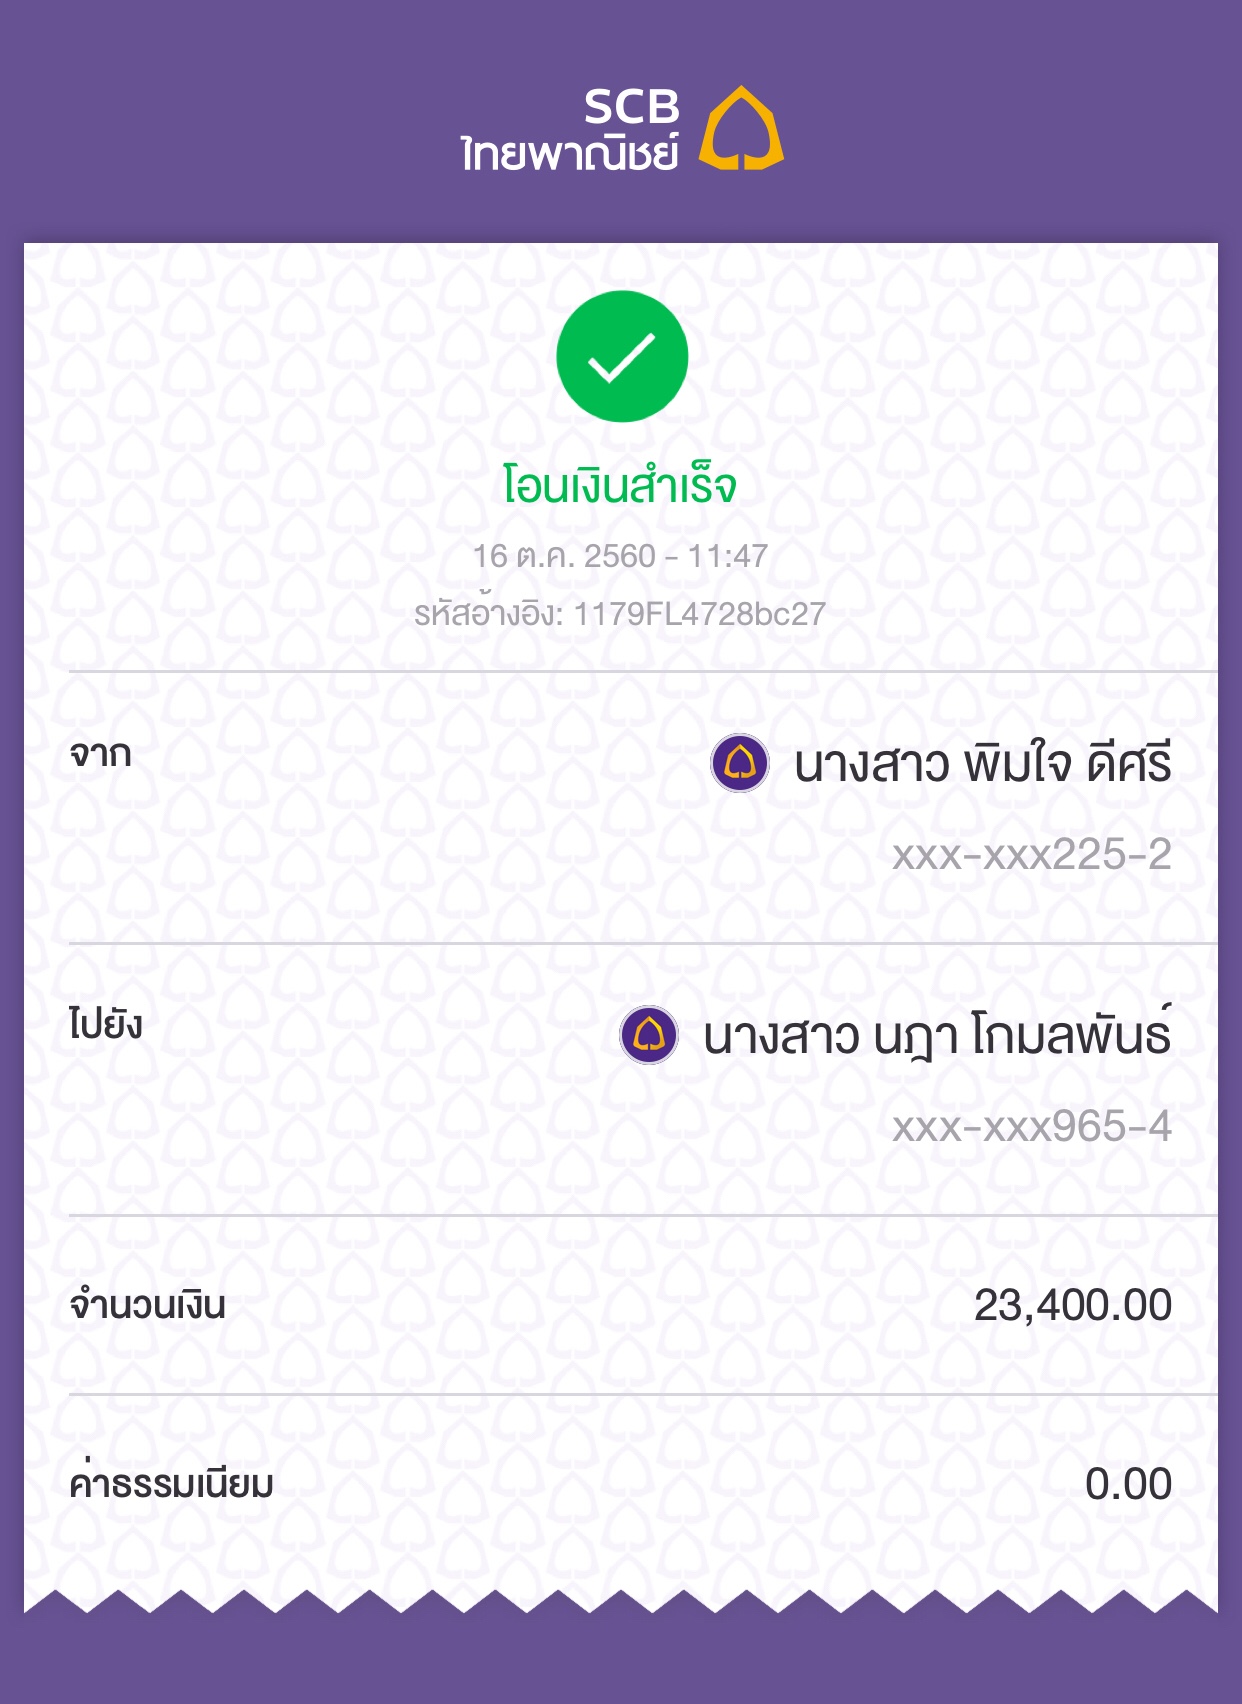 SCB
ไทยพาณิชย์
โอนเงินสำเร็จ
16 ต.ค. 2560 - 11:47
รหัสอ้างอิง: 1179FL4728bc27
จาก
นางสาว พิมใจ ดีศรี
xxx-xxx225-2
ไปยัง
นางสาว นฎา โกมลพันธ์
xxx-xxx965-4
จำนวนเงิน
23,400.00
ค่าธรรมเนียม
0.00